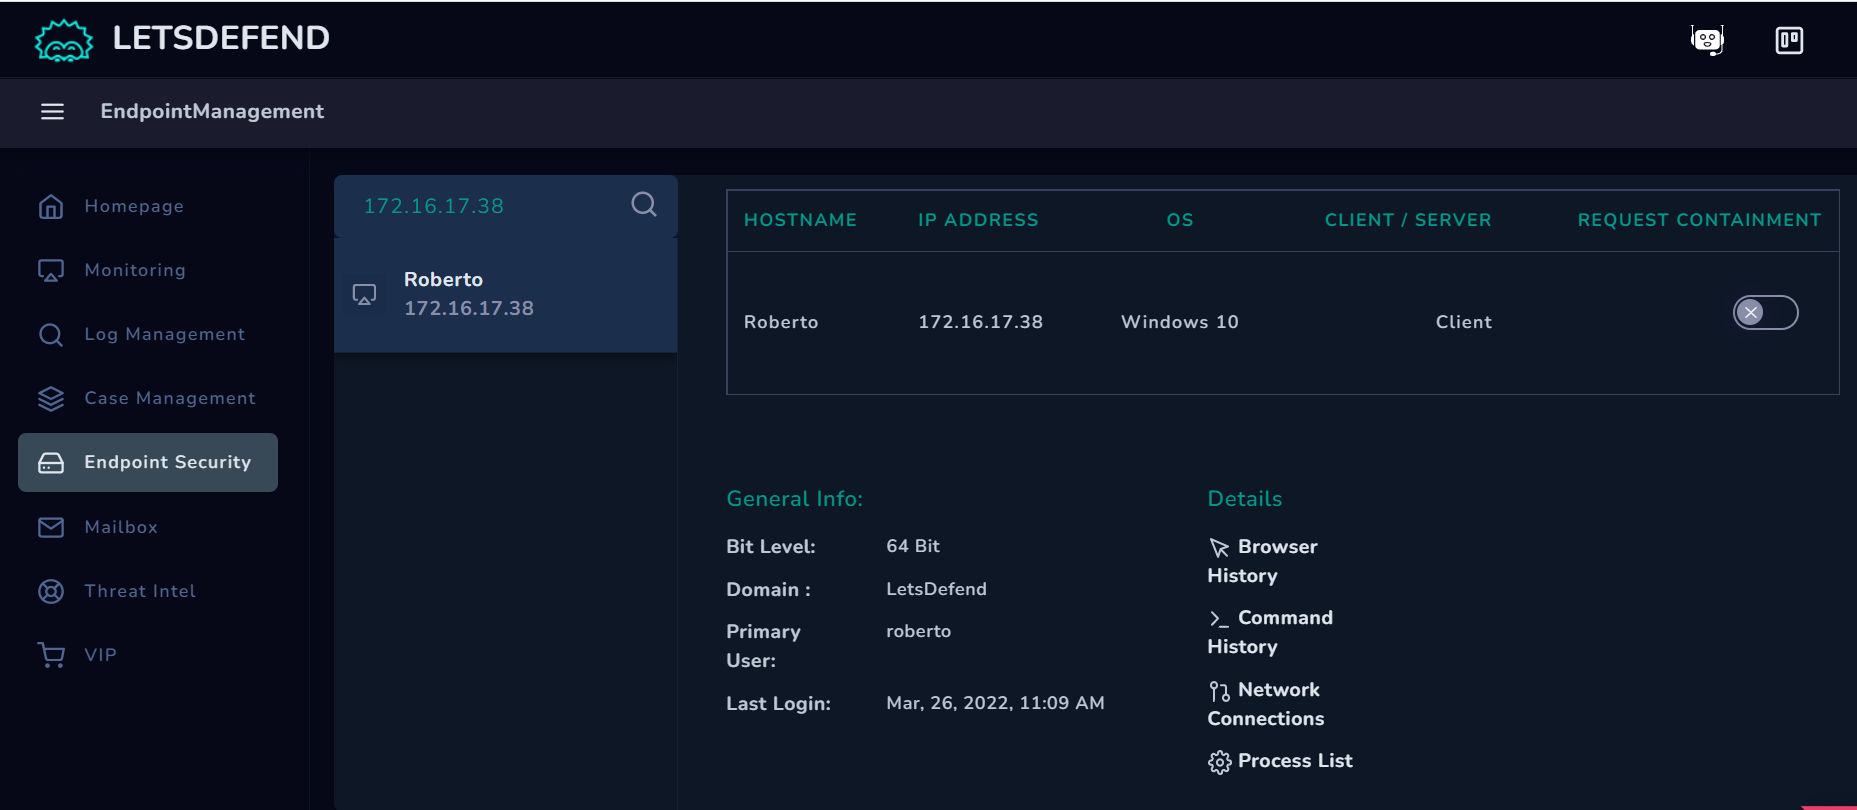 LETSDEFEND
EndpointManagement
Homepage
Monitoring
Log Management
Case Management
Endpoint Security
Mailbox
Threat Intel
VIP
172.16.17.38
Roberto
172.16.17.38
HOSTNAME IP ADDRESS OS CLIENT / SERVER REQUEST CONTAINMENT
Roberto 172.16.17.38 Windows 10 Client
General Info:
Bit Level: 64 Bit
Domain : LetsDefend
Primary roberto
User:
Last Login: Mar, 26, 2022, 11:09 AM
Details
Browser
History
Command
History
Network
Connections
Process List